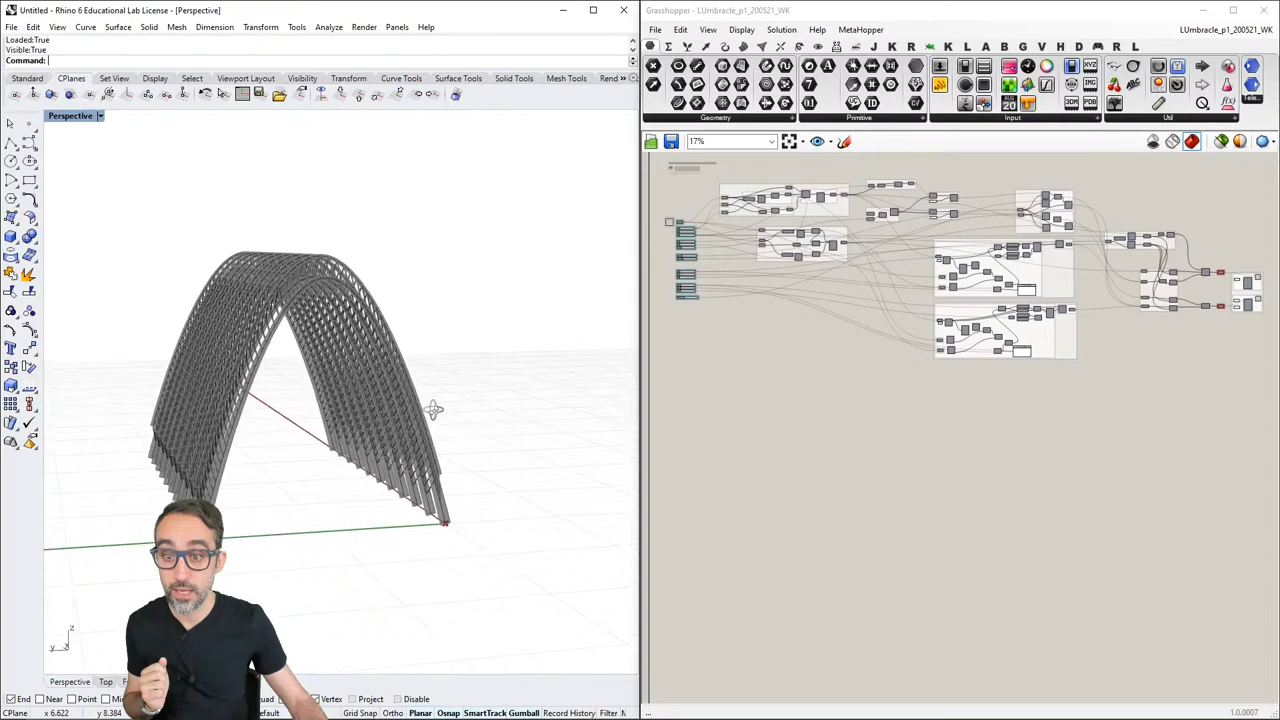 Untitled - Rhino 6 Educational Lab License - [Perspective]
File Edit View Curve Surface Solid Mesh Dimension Transform Tools Analyze Render Panels Help
Loaded:True
Visible:True
Command:
Standard CPlanes Set View Display Select Viewport Layout Visibility Transform Curve Tools Surface Tools Solid Tools Mesh Tools Rend
Perspective
z
y x
Perspective Top
End Near Point Vertex Project Disable
CPlane x 6.622 y 8.384 Grid Snap Ortho Planar Osnap SmartTrack Gumball Record History Filter
Grasshopper - LUmbracle_p1_200521_WK
File Edit View Display Solution Help MetaHopper LUmbracle_p1_200521_WK
J K R K L A B G V H D R L
Geometry Primitive Input Util
Tele...
17%
... 1.0.0007